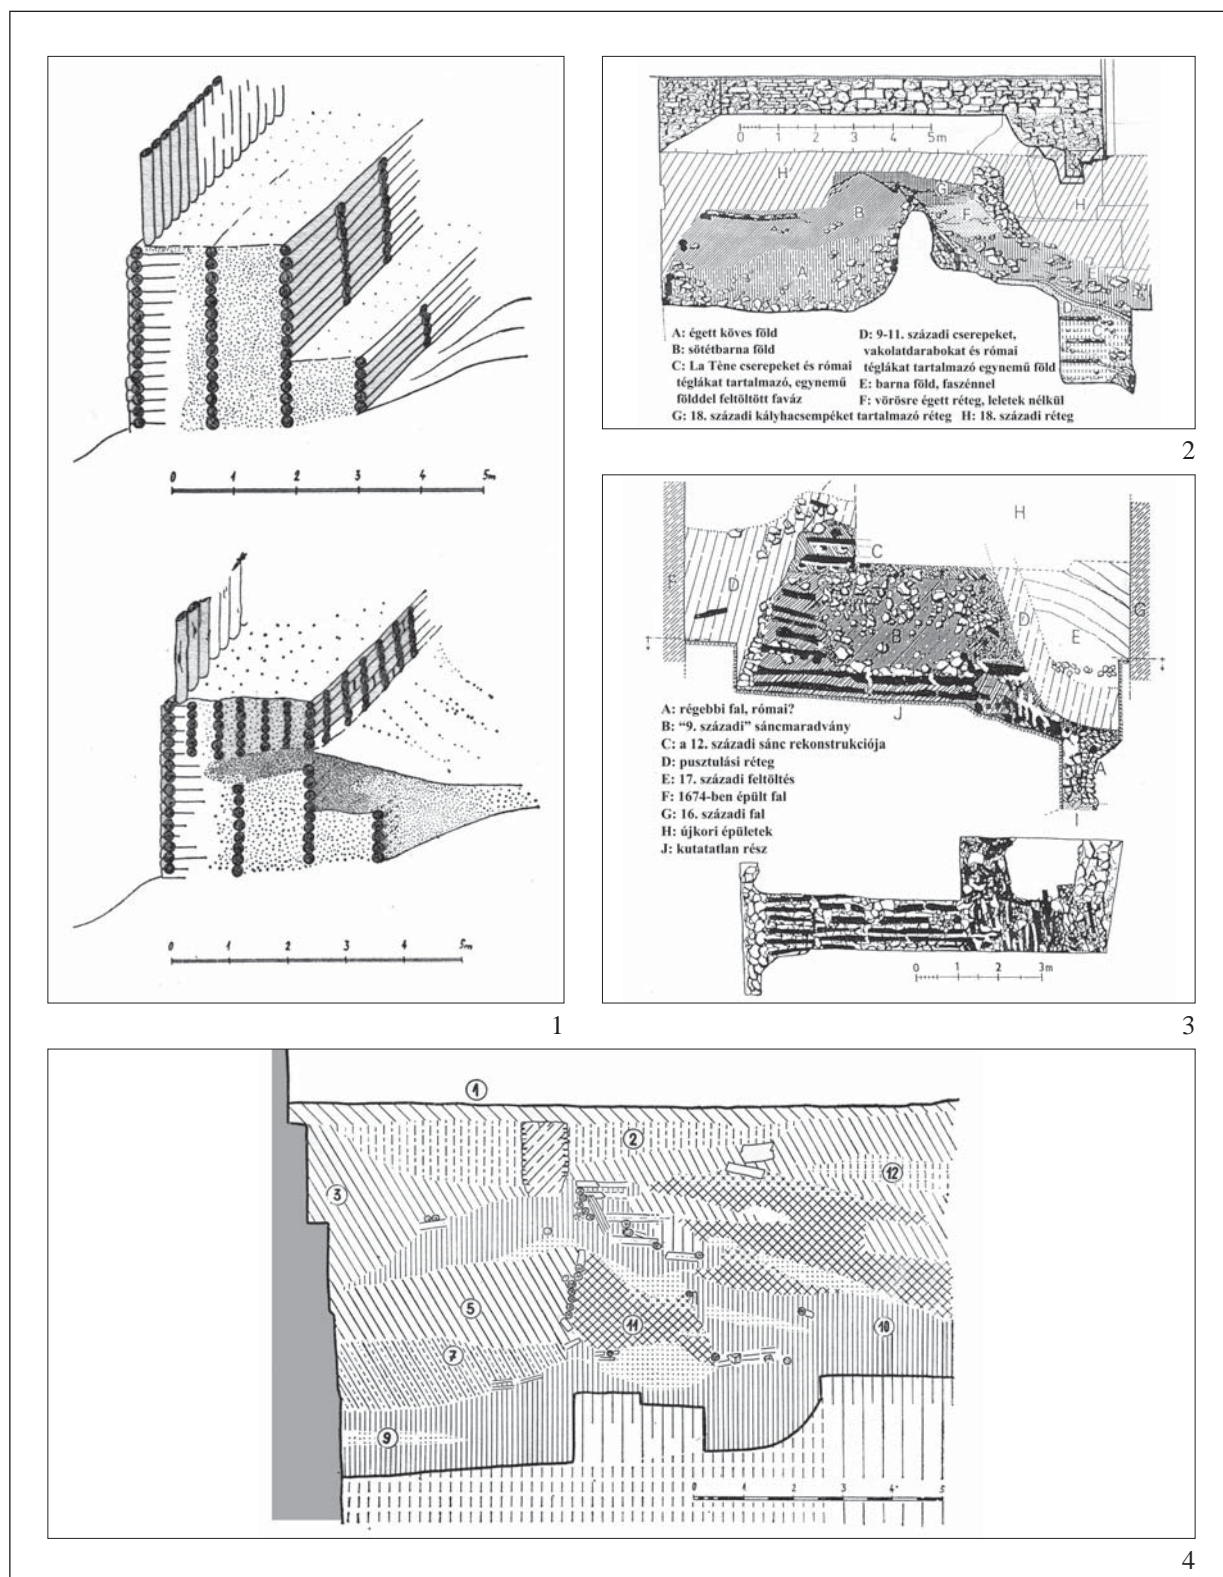 0 1 2 3 4 5m
0 1 2 3 4 5m
1
0 1 2 3 4 5m
H
G
B
F
H
A
E
D
C
A: égett köves föld
B: sötétbarna föld
C: La Tène cserepeket és római
téglákat tartalmazó, egynemű
földdel feltöltött faváz
D: 9-11. századi cserepeket,
vakolatdarabokat és római
téglákat tartalmazó egynemű föld
E: barna föld, faszénnel
F: vörösre égett réteg, leletek nélkül
G: 18. századi kályhacsempéket tartalmazó réteg H: 18. századi réteg
2
H
C
F
D
G
D
B
E
J
A
I
A: régebbi fal, római?
B: “9. századi” sáncmaradvány
C: a 12. századi sánc rekonstrukciója
D: pusztulási réteg
E: 17. századi feltöltés
F: 1674-ben épült fal
G: 16. századi fal
H: újkori épületek
J: kutatatlan rész
A
0 1 2 3m
3
1
2
12
3
5
11
10
7
9
0 1 2 3 4 5
4